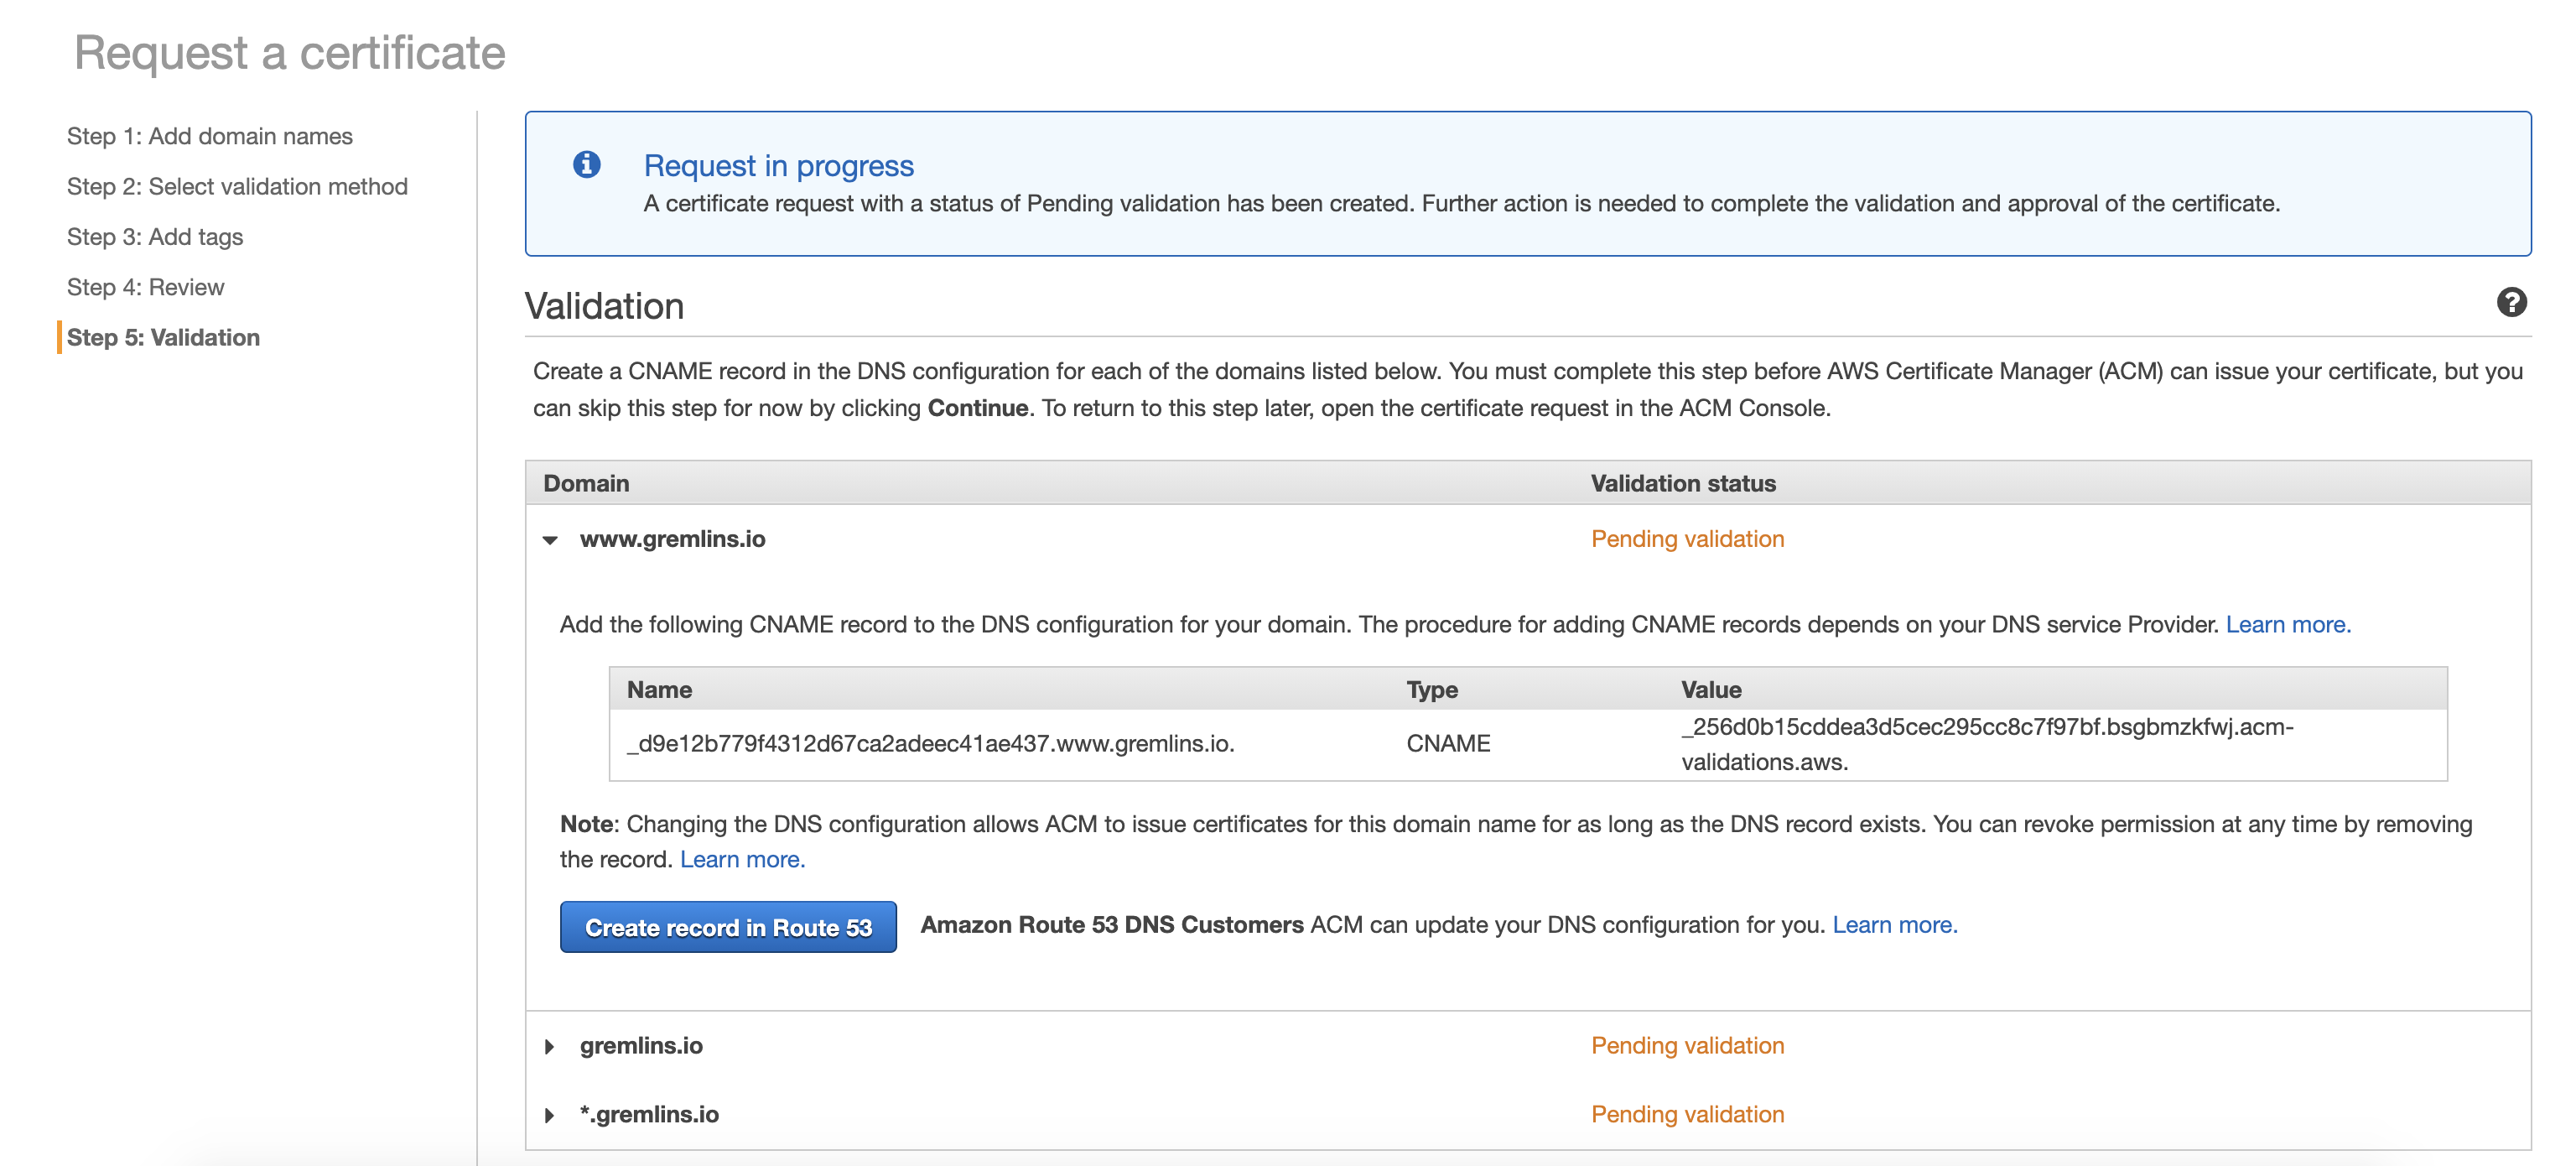 Request a certificate
Step 1: Add domain names
Step 2: Select validation method
Step 3: Add tags
Step 4: Review
Step 5: Validation
Request in progress
A certificate request with a status of Pending validation has been created. Further action is needed to complete the validation and approval of the certificate.
Validation
Create a CNAME record in the DNS configuration for each of the domains listed below. You must complete this step before AWS Certificate Manager (ACM) can issue your certificate, but you
can skip this step for now by clicking Continue. To return to this step later, open the certificate request in the ACM Console.
Domain Validation status
www.gremlins.io Pending validation
Add the following CNAME record to the DNS configuration for your domain. The procedure for adding CNAME records depends on your DNS service Provider. Learn more.
Name Type Value
_d9e12b779f4312d67ca2adeec41ae437.www.gremlins.io. CNAME _256d0b15cddea3d5cec295cc8c7f97bf.bsgbmzkfwj.acm-
validations.aws.
Note: Changing the DNS configuration allows ACM to issue certificates for this domain name for as long as the DNS record exists. You can revoke permission at any time by removing
the record. Learn more.
Create record in Route 53 Amazon Route 53 DNS Customers ACM can update your DNS configuration for you. Learn more.
gremlins.io Pending validation
*.gremlins.io Pending validation